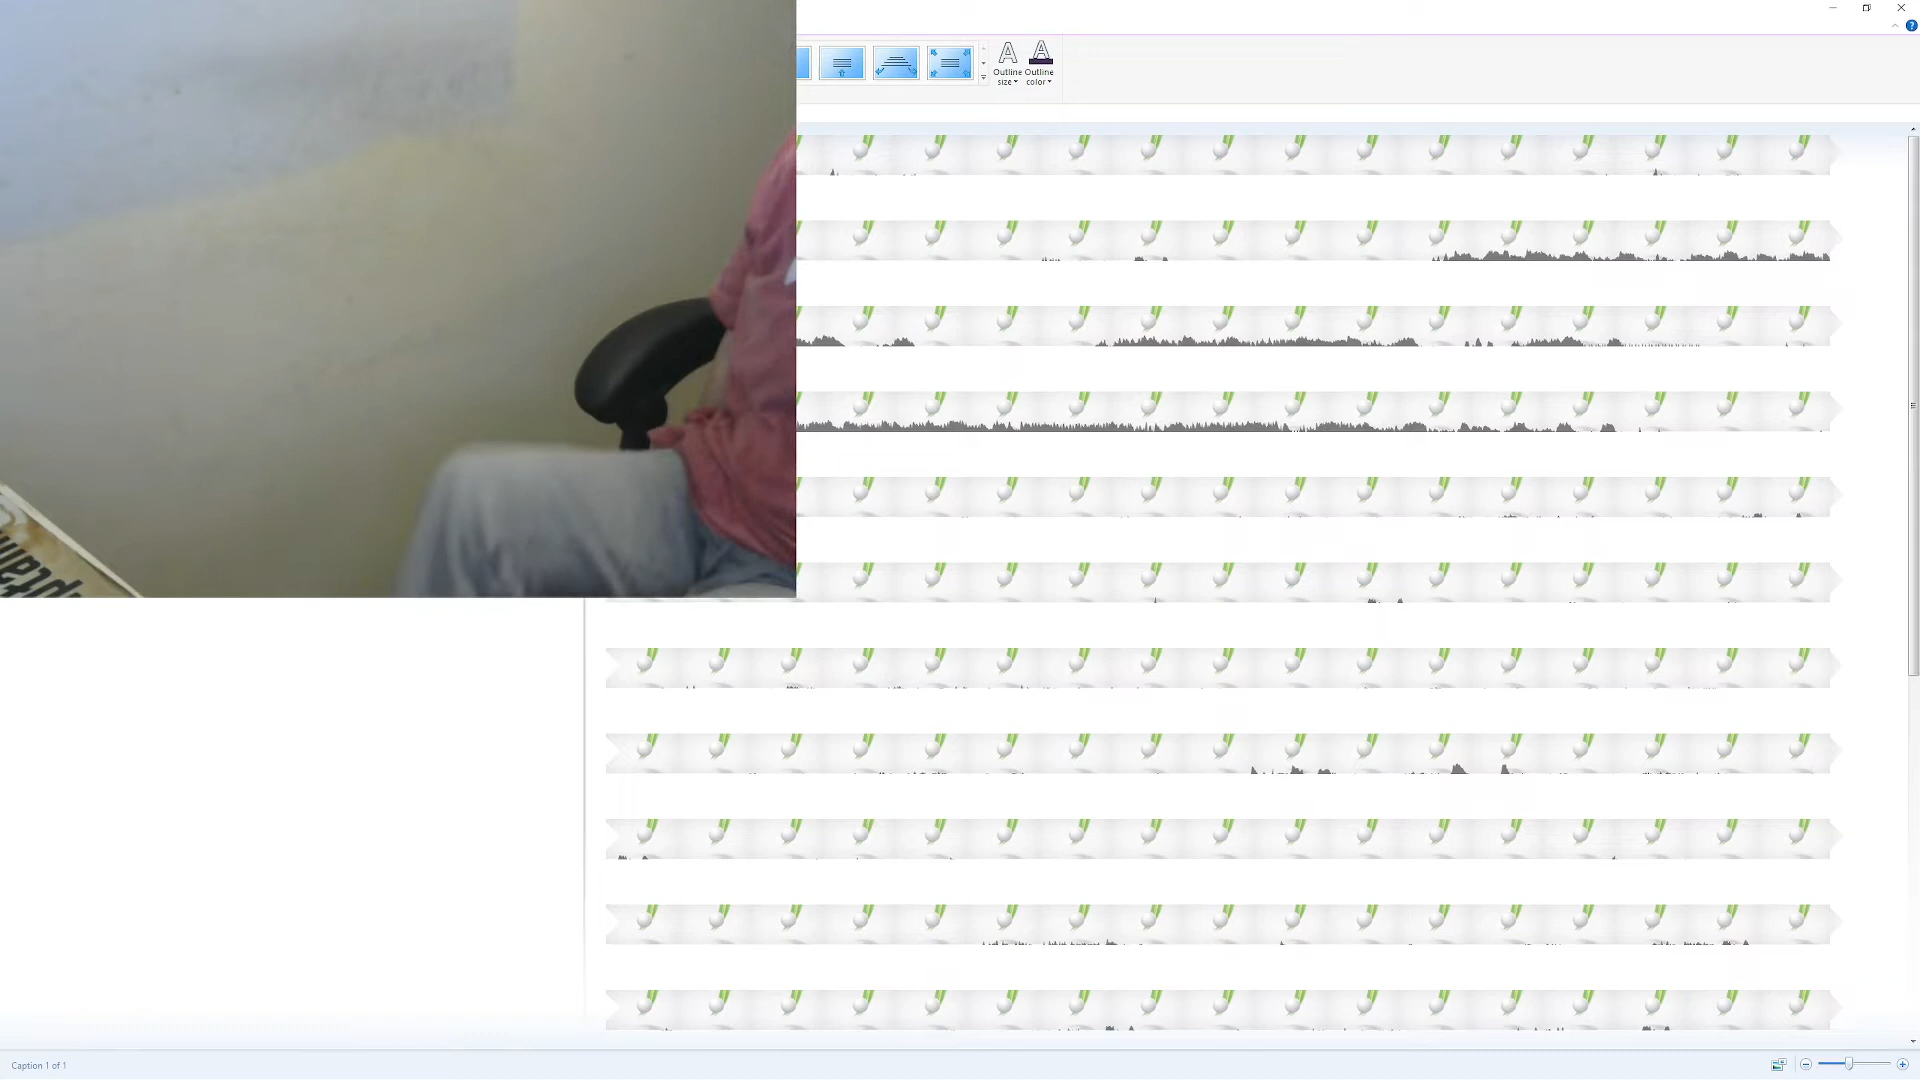 Outline
size
Outline
color
Caption 1 of 1